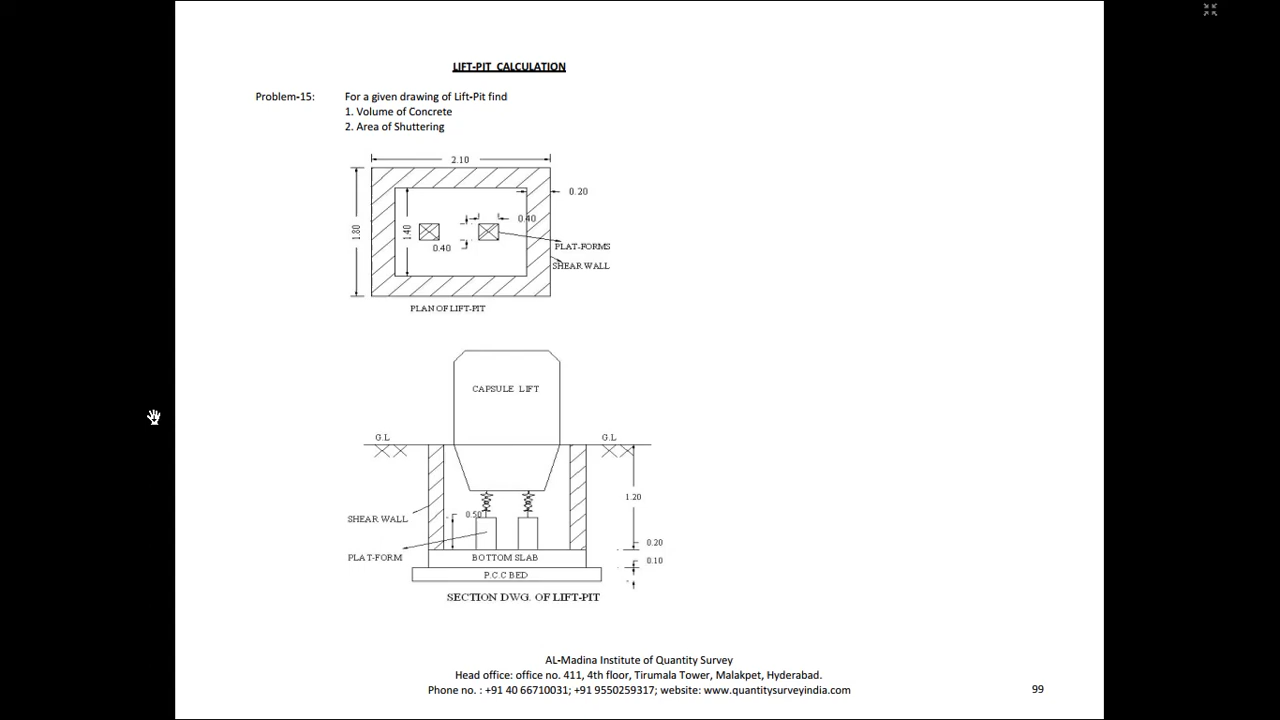 LIFT-PIT CALCULATION
Problem-15: For a given drawing of Lift-Pit find
1. Volume of Concrete
2. Area of Shuttering
2.10
0.20
1.80
1.40
0.40
0.40
PLAT-FORMS
SHEAR WALL
PLAN OF LIFT-PIT
CAPSULE LIFT
G.L
G.L
1.20
0.50
SHEAR WALL
0.20
PLAT-FORM
BOTTOM SLAB
0.10
P.C.C BED
SECTION DWG. OF LIFT-PIT
AL-Madina Institute of Quantity Survey
Head office: office no. 411, 4th floor, Tirumala Tower, Malakpet, Hyderabad.
Phone no. : +91 40 66710031; +91 9550259317; website: www.quantitysurveyindia.com
99